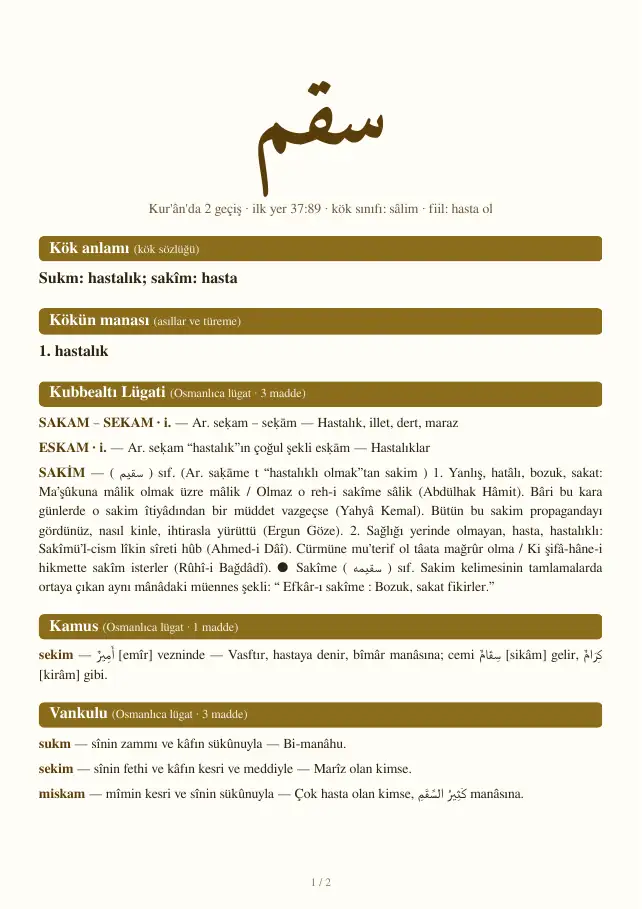 سقم
Kur'ân'da 2 geçiş · ilk yer 37:89 · kök sınıfı: sâlim · fiil: hasta ol
Kök anlamı (kök sözlüğü)
Sukm: hastalık; sakîm: hasta
Kökün manası (asıllar ve türeme)
1. hastalık
Kubbealtı Lügati (Osmanlıca lügat · 3 madde)
SAKAM – SEKAM · i. — Ar. seḳam – seḳām — Hastalık, illet, dert, maraz
ESKAM · i. — Ar. seḳam “hastalık”ın çoğul şekli esḳām — Hastalıklar
SAKİM — ( سقيم ) sıf. (Ar. saḳāme t “hastalıklı olmak”tan sakim ) 1. Yanlış, hatâlı, bozuk, sakat:
Ma’şûkuna mâlik olmak üzre mâlik / Olmaz o reh-i sakîme sâlik (Abdülhak Hâmit). Bâri bu kara
günlerde o sakim îtiyâdından bir müddet vazgeçse (Yahyâ Kemal). Bütün bu sakim propagandayı
gördünüz, nasıl kinle, ihtirasla yürüttü (Ergun Göze). 2. Sağlığı yerinde olmayan, hasta, hastalıklı:
Sakîmü’l-cism lîkin sîreti hûb (Ahmed-i Dâî). Cürmüne mu’terif ol tâata mağrûr olma / Ki şifâ-hâne-i
hikmette sakîm isterler (Rûhî-i Bağdâdî). ● Sakîme ( سقيمه ) sıf. Sakim kelimesinin tamlamalarda
ortaya çıkan aynı mânâdaki müennes şekli: “ Efkâr-ı sakîme : Bozuk, sakat fikirler.”
Kamus (Osmanlıca lügat · 1 madde)
sekim — أَمِيرٌ [emîr] vezninde — Vasftır, hastaya denir, bîmâr manâsına; cemi سِقَامٌ [sikâm] gelir, كِرَامٌ
[kirâm] gibi.
Vankulu (Osmanlıca lügat · 3 madde)
sukm — sînin zammı ve kâfın sükûnuyla — Bi-manâhu.
sekim — sînin fethi ve kâfın kesri ve meddiyle — Marîz olan kimse.
miskam — mîmin kesri ve sînin sükûnuyla — Çok hasta olan kimse, كَثِيرُ السَّقَمِ manâsına.
1 / 2